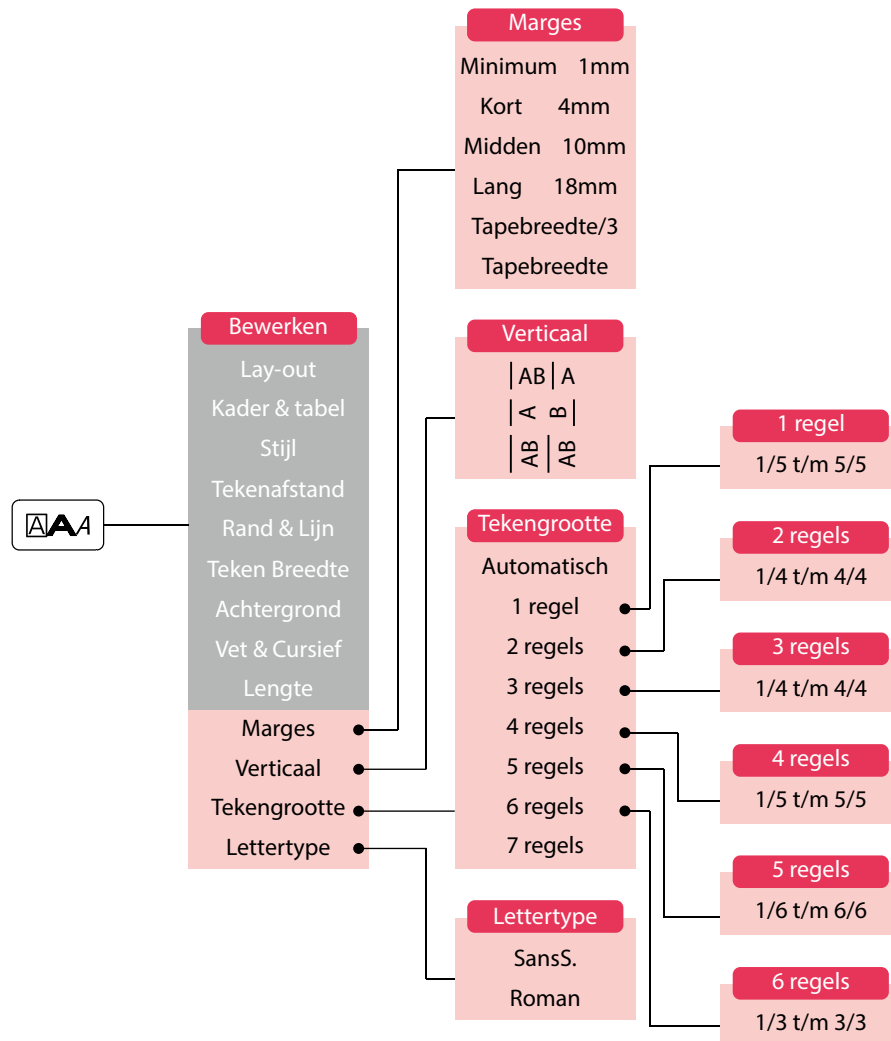 Marges
Minimum 1mm
Kort 4mm
Midden 10mm
Lang 18mm
Tapebreedte/3
Tapebreedte
AAA
Bewerken
Lay-out
Kader & tabel
Stijl
Tekenafstand
Rand & Lijn
Teken Breedte
Achtergrond
Vet & Cursief
Lengte
Marges
Verticaal
Tekengrootte
Lettertype
Verticaal
|AB|A
|A B|
|AB|AB
Tekengrootte
Automatisch
1 regel
2 regels
3 regels
4 regels
5 regels
6 regels
7 regels
Lettertype
SansS.
Roman
1 regel
1/5 t/m 5/5
2 regels
1/4 t/m 4/4
3 regels
1/4 t/m 4/4
4 regels
1/5 t/m 5/5
5 regels
1/6 t/m 6/6
6 regels
1/3 t/m 3/3